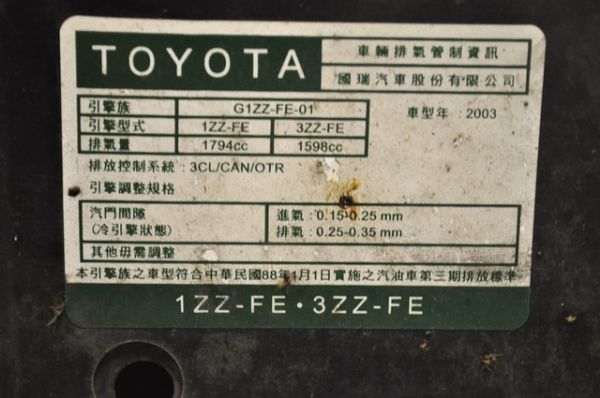 TOYOTA
車輛排氣管制資訊
國瑞汽車股份有限公司
引擎族 G1ZZ-FE-01
車型年 : 2003
引擎型式 1ZZ-FE 3ZZ-FE
排氣量 1794cc 1598cc
排放控制系統 : 3CL/CAN/OTR
引擎調整規格
汽門間隙 進氣 : 0.15-0.25 mm
(冷引擎狀態) 排氣 : 0.25-0.35 mm
其他毋需調整
本引擎族之車型符合中華民國88年1月1日實施之汽油車第三期排放標準
1ZZ-FE・3ZZ-FE